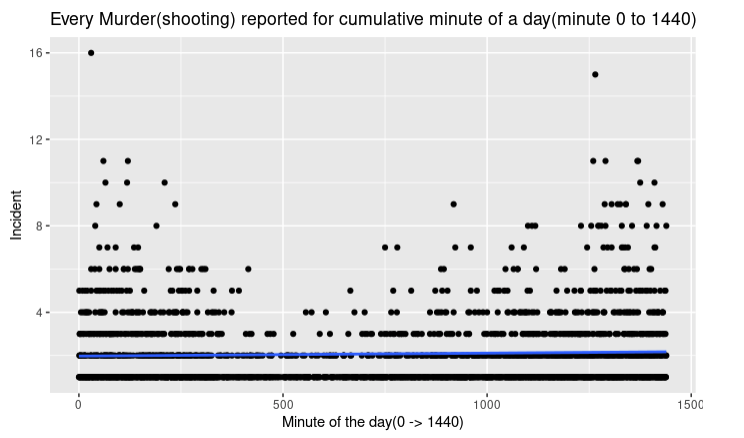 Every Murder(shooting) reported for cumulative minute of a day(minute 0 to 1440)
16
12
8
4
Incident
0 500 1000 1500
Minute of the day(0 -> 1440)